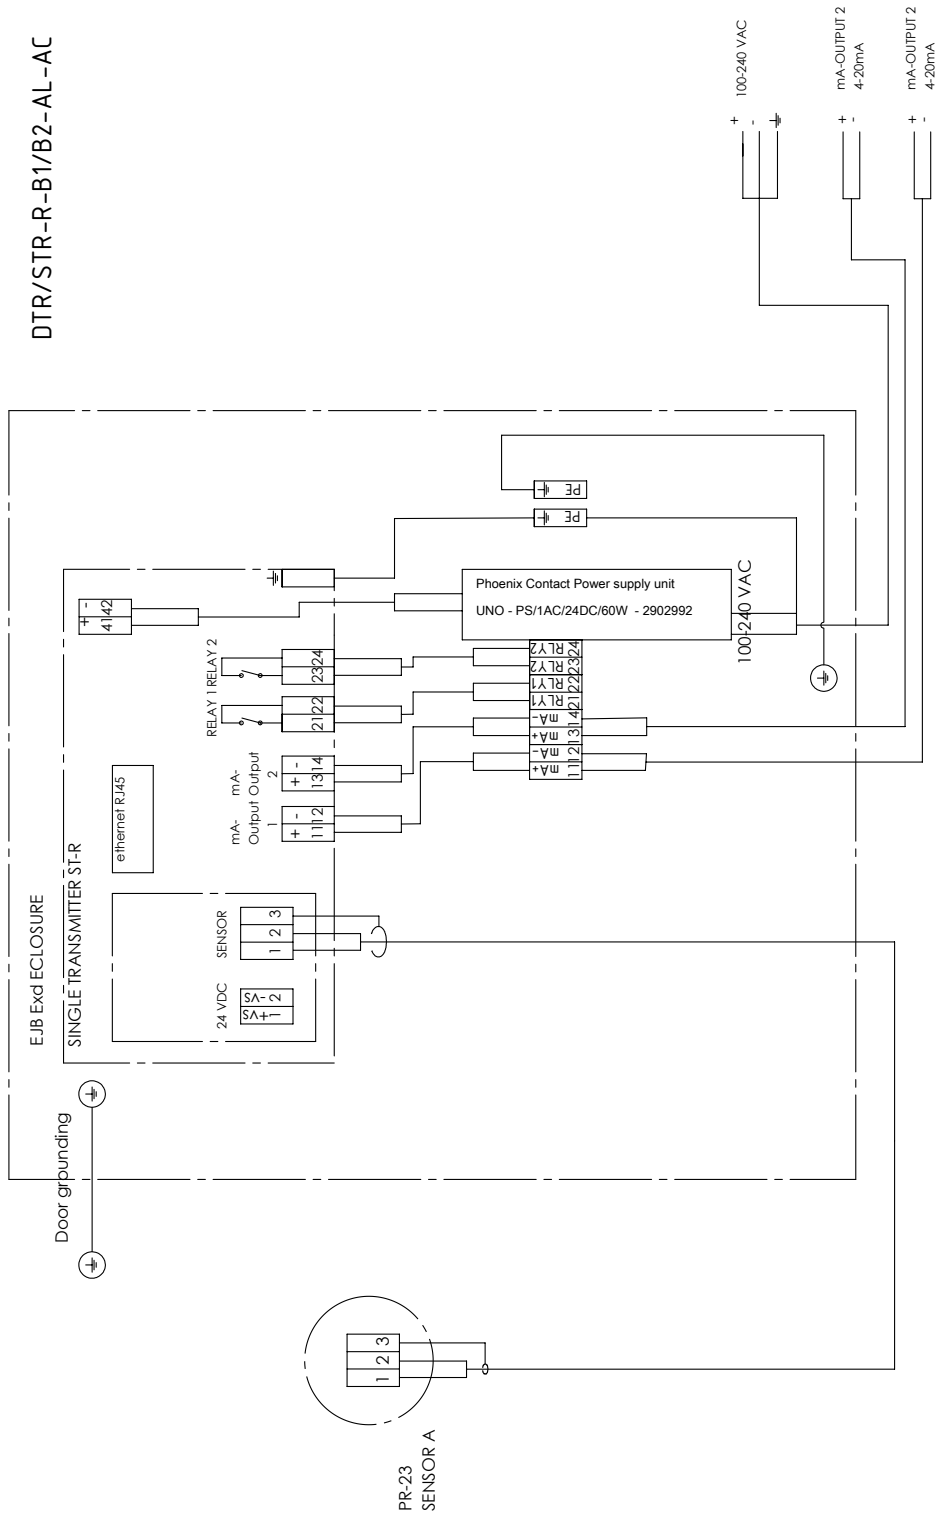 DTR/STR-R-B1/B2-AL-AC
EJB Exd ECLOSURE
SINGLE TRANSMITTER ST-R
Door grounding
ethernet RJ45
24 VDC
+VS -VS
1 2
SENSOR
1 2 3
mA-
Output
1
+ -
11 12
mA-
Output
2
+ -
13 14
RELAY 1
21 22
RELAY 2
23 24
+ -
41 42
mA+ mA- mA+ mA- RLY1 RLY1 RLY2 RLY2
11 12 13 14 21 22 23 24
Phoenix Contact Power supply unit
UNO - PS/1AC/24DC/60W - 2902992
100-240 VAC
PE
PE
PR-23
SENSOR A
1 2 3
+
-
100-240 VAC
+
-
mA-OUTPUT 2
4-20mA
+
-
mA-OUTPUT 2
4-20mA